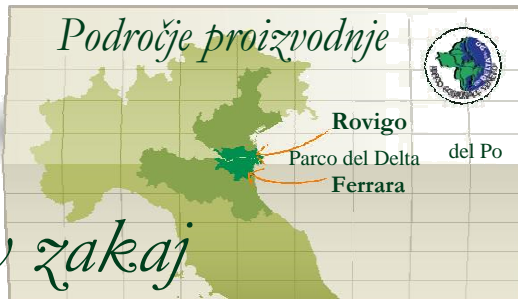 Področje proizvodnje
Rovigo
Parco del Delta del Po
Ferrara
zakaj